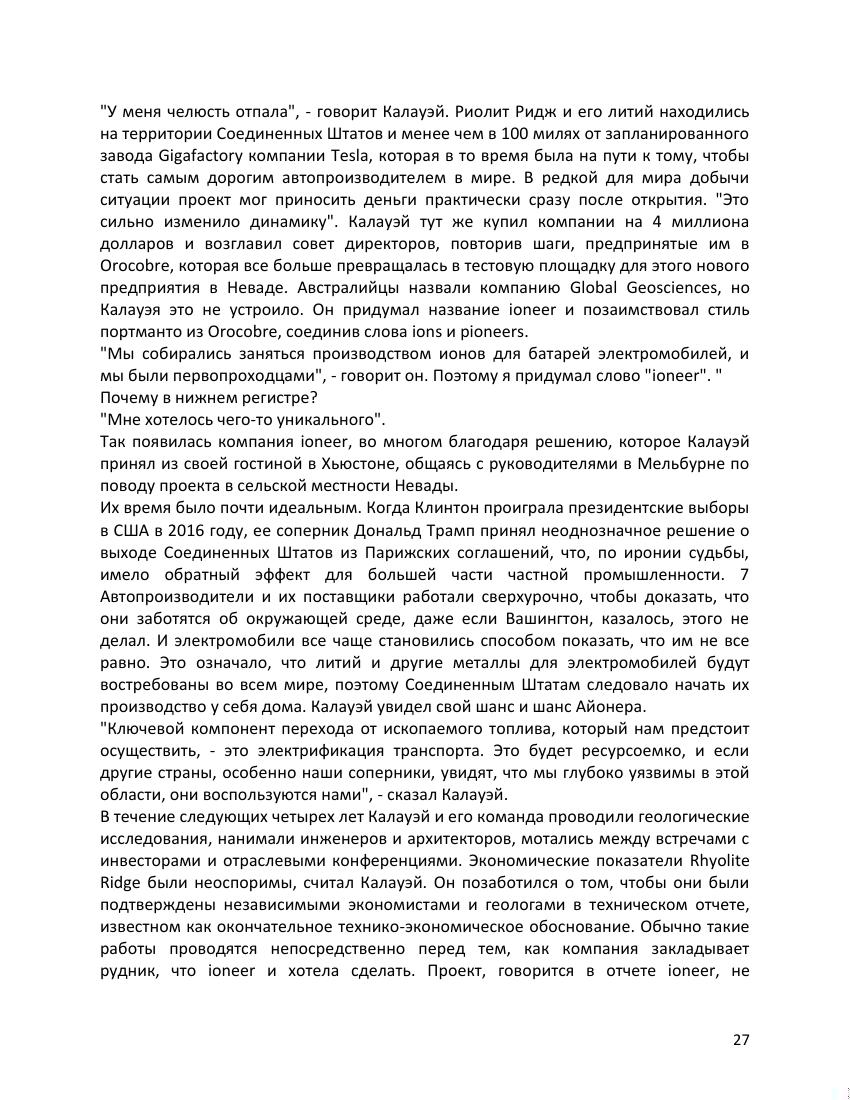 "У меня челюсть отпала", - говорит Калауэй. Риолит Ридж и его литий находились
на территории Соединенных Штатов и менее чем в 100 милях от запланированного
завода Gigafactory компании Tesla, которая в то время была на пути к тому, чтобы
стать самым дорогим автопроизводителем в мире. В редкой для мира добычи
ситуации проект мог приносить деньги практически сразу после открытия. "Это
сильно изменило динамику". Калауэй тут же купил компании на 4 миллиона
долларов и возглавил совет директоров, повторив шаги, предпринятые им в
Orocobre, которая все больше превращалась в тестовую площадку для этого нового
предприятия в Неваде. Австралийцы назвали компанию Global Geosciences, но
Калауэя это не устроило. Он придумал название ioneer и позаимствовал стиль
портманто из Orocobre, соединив слова ions и pioneers.
"Мы собирались заняться производством ионов для батарей электромобилей, и
мы были первопроходцами", - говорит он. Поэтому я придумал слово "ioneer". "
Почему в нижнем регистре?
"Мне хотелось чего-то уникального".
Так появилась компания ioneer, во многом благодаря решению, которое Калауэй
принял из своей гостиной в Хьюстоне, общаясь с руководителями в Мельбурне по
поводу проекта в сельской местности Невады.
Их время было почти идеальным. Когда Клинтон проиграла президентские выборы
в США в 2016 году, ее соперник Дональд Трамп принял неоднозначное решение о
выходе Соединенных Штатов из Парижских соглашений, что, по иронии судьбы,
имело обратный эффект для большей части частной промышленности. 7
Автопроизводители и их поставщики работали сверхурочно, чтобы доказать, что
они заботятся об окружающей среде, даже если Вашингтон, казалось, этого не
делал. И электромобили все чаще становились способом показать, что им не все
равно. Это означало, что литий и другие металлы для электромобилей будут
востребованы во всем мире, поэтому Соединенным Штатам следовало начать их
производство у себя дома. Калауэй увидел свой шанс и шанс Айонера.
"Ключевой компонент перехода от ископаемого топлива, который нам предстоит
осуществить, - это электрификация транспорта. Это будет ресурсоемко, и если
другие страны, особенно наши соперники, увидят, что мы глубоко уязвимы в этой
области, они воспользуются нами", - сказал Калауэй.
В течение следующих четырех лет Калауэй и его команда проводили геологические
исследования, нанимали инженеров и архитекторов, мотались между встречами с
инвесторами и отраслевыми конференциями. Экономические показатели Rhyolite
Ridge были неоспоримы, считал Калауэй. Он позаботился о том, чтобы они были
подтверждены независимыми экономистами и геологами в техническом отчете,
известном как окончательное технико-экономическое обоснование. Обычно такие
работы проводятся непосредственно перед тем, как компания закладывает
рудник, что ioneer и хотела сделать. Проект, говорится в отчете ioneer, не
27